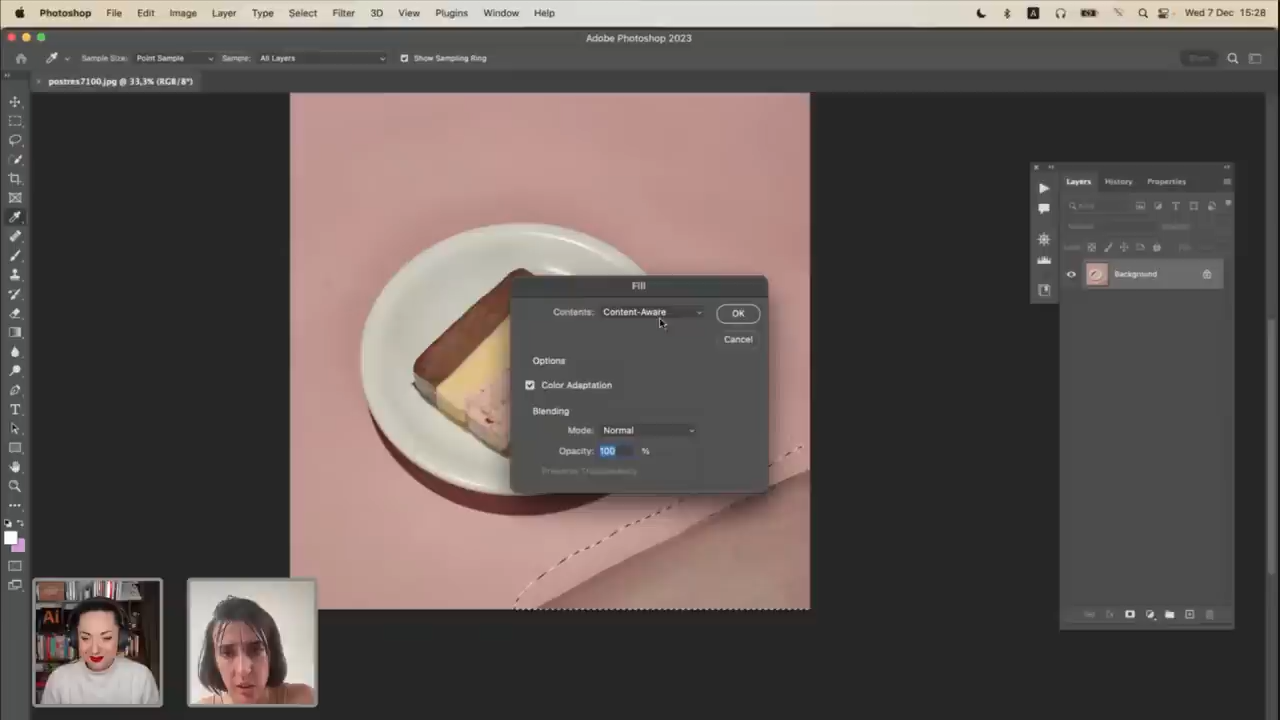 Photoshop File Edit Image Layer Type Select Filter 3D View Plugins Window Help A Wed 7 Dec 15:28
Adobe Photoshop 2023
Sample Size: Point Sample Sample: All Layers Show Sampling Ring
postres7100.jpg @ 33,3% (RGB/8*)
Layers History Properties
Fill
Contents: Content-Aware OK
Cancel
Options
Color Adaptation
Blending
Mode: Normal
Opacity: 100 %
Preserve Transparency
Background
Ai